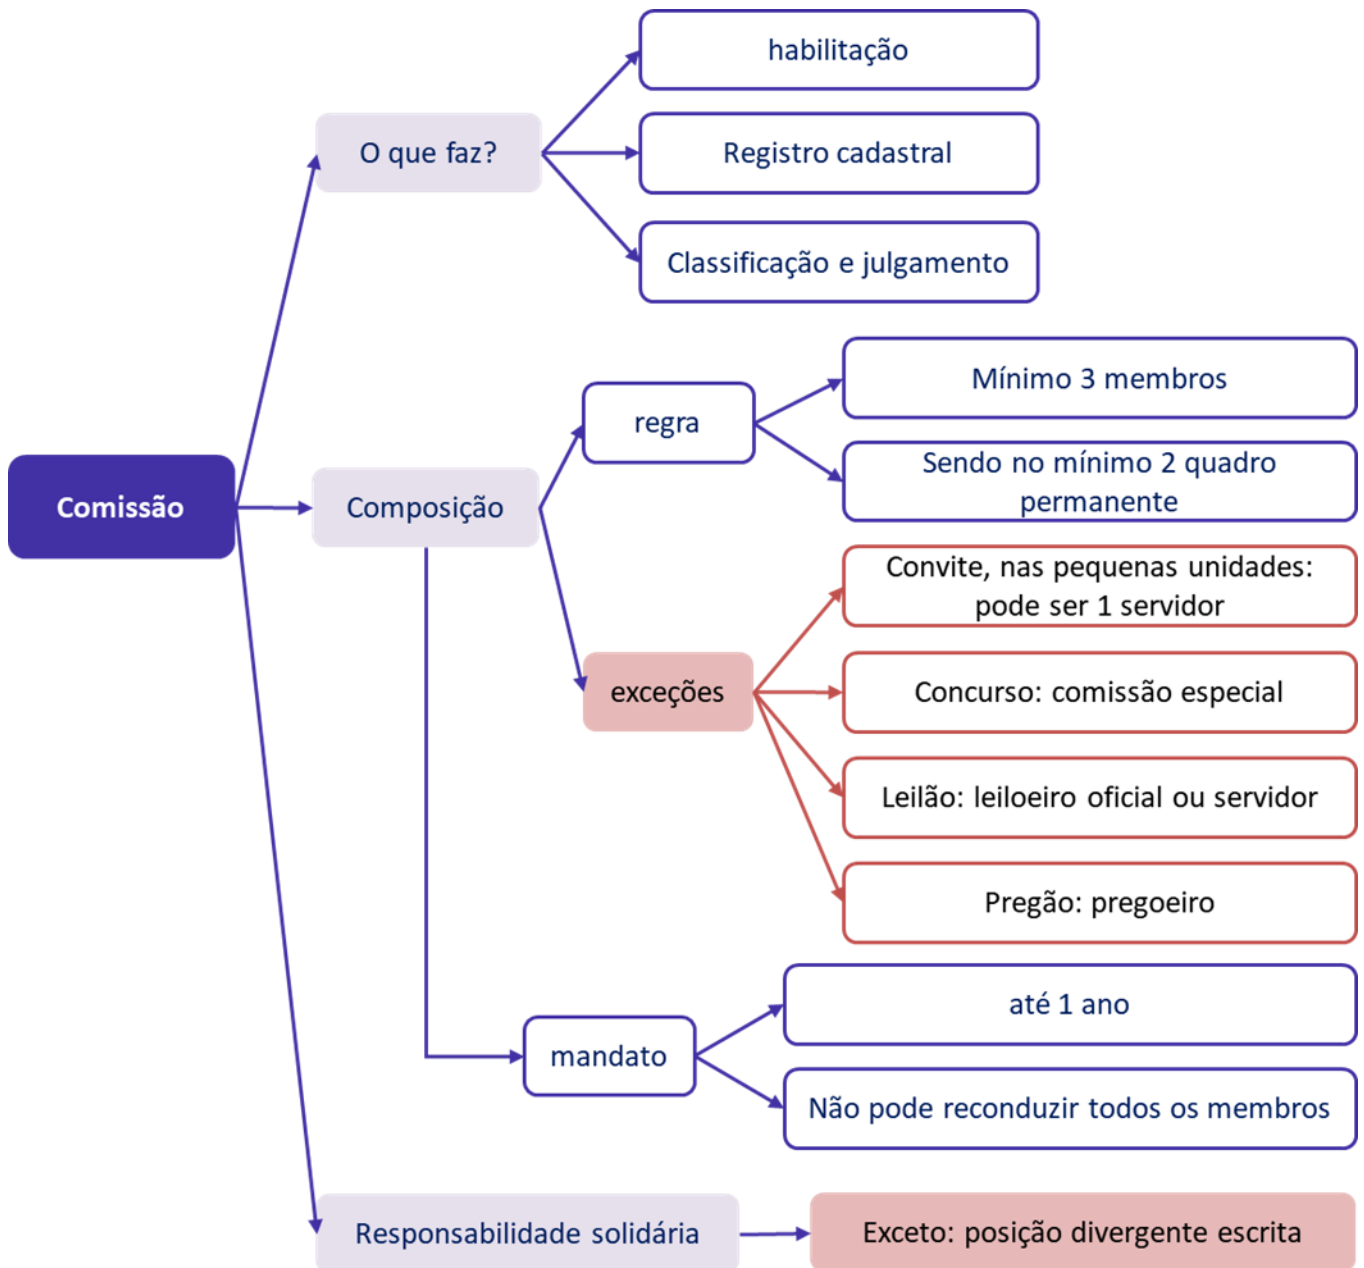 habilitação
O que faz?
Registro cadastral
Classificação e julgamento
Mínimo 3 membros
regra
Sendo no mínimo 2 quadro
permanente
Comissão
Composição
Convite, nas pequenas unidades:
pode ser 1 servidor
exceções
Concurso: comissão especial
Leilão: leiloeiro oficial ou servidor
Pregão: pregoeiro
até 1 ano
mandato
Não pode reconduzir todos os membros
Responsabilidade solidária
Exceto: posição divergente escrita